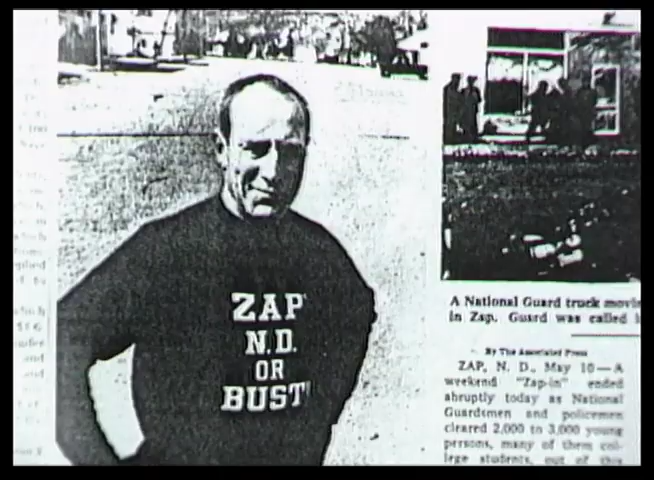 ZAP
N.D.
OR
BUST
A National Guard truck
in Zap. Guard was called
By The Associated Press
ZAP, N. D., May 10—A
weekend "Zap-in" ended
abruptly today as National
Guardsmen and policemen
cleared 2,000 to 3,000 young
persons, many of them col-
lege students, out of this